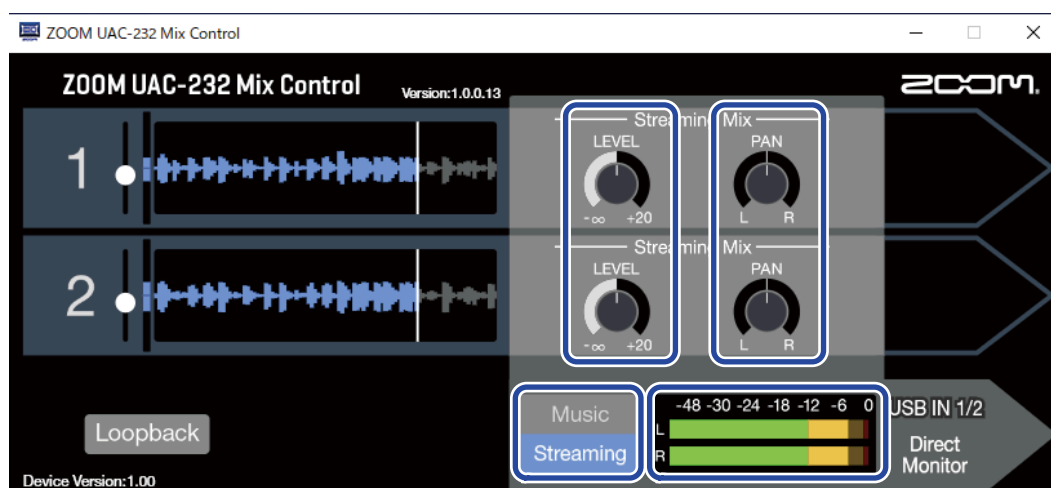 ZOOM UAC-232 Mix Control
ZOOM UAC-232 Mix Control
Version:1.0.0.13
zoom.
1
Streaming Mix
LEVEL
PAN
-∞ +20
L R
2
Streaming Mix
LEVEL
PAN
-∞ +20
L R
Music
Streaming
-48 -30 -24 -18 -12 -6 0
L
R
USB IN 1/2
Direct
Monitor
Loopback
Device Version:1.00